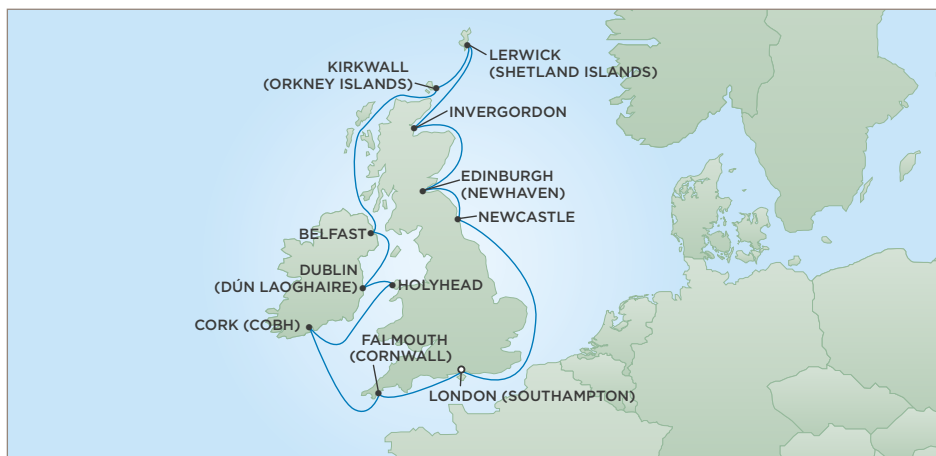 LERWICK
(SHETLAND ISLANDS)
KIRKWALL
(ORKNEY ISLANDS)
INVERGORDON
EDINBURGH
(NEWHAVEN)
NEWCASTLE
BELFAST
DUBLIN
(DÚN LAOGHAIRE)
HOLYHEAD
CORK (COBH)
FALMOUTH
(CORNWALL)
LONDON (SOUTHAMPTON)